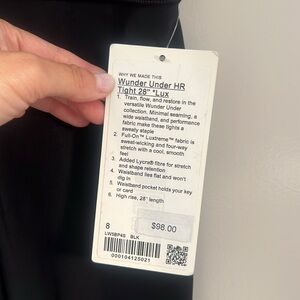 WHY WE MADE THIS
Wunder Under HR
Tight 28" *Lux
1. Train, flow, and restore in the
versatile Wunder Under
collection. Minimal seaming, a
wide waistband, and performance
fabric make these tights a
sweaty staple
2. Full-On™ Luxtreme™ fabric is
sweat-wicking and four-way
stretch with a cool, smooth
feel
3. Added Lycra® fibre for stretch
and shape retention
4. Waistband lies flat and won't
dig in
5. Waistband pocket holds your key
or card
6. High rise, 28" length
8
$98.00
LW5BP4S BLK
000104125021